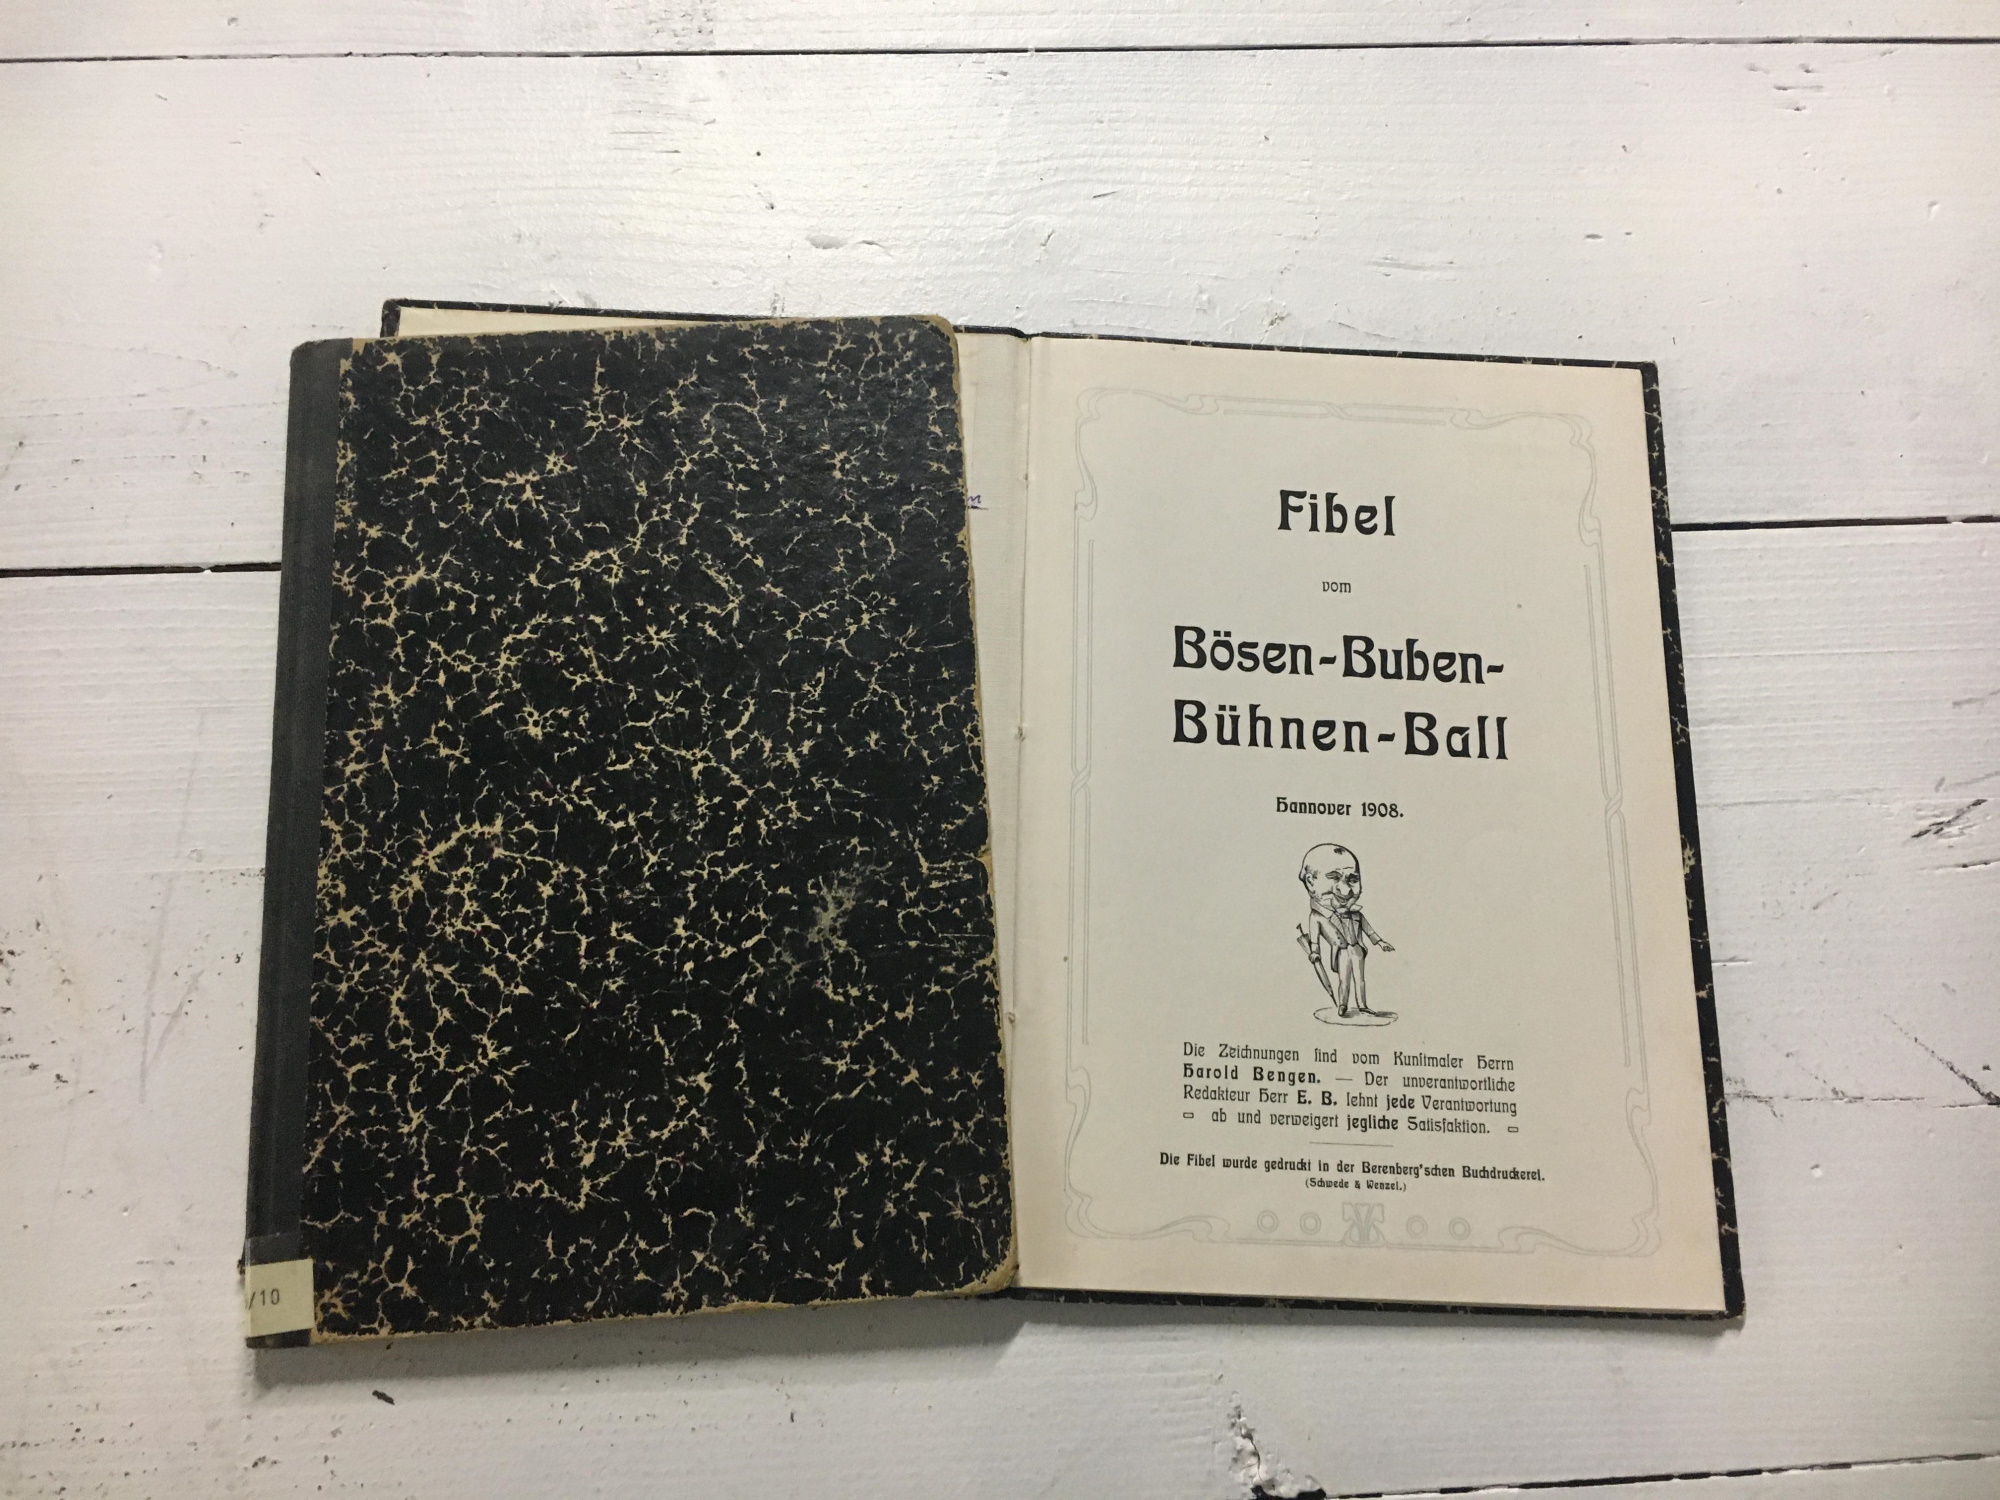 /10
Fibel
vom
Bösen-Buben-
Bühnen-Ball
Hannover 1908.
Die Zeichnungen sind vom Kunstmaler Herrn
Harold Bengen. — Der unverantwortliche
Redakteur Herr E. B. lehnt jede Verantwortung
ab und verweigert jegliche Satisfaktion.
Die Fibel wurde gedruckt in der Berenberg'schen Buchdruckerei.
(Schwede & Wenzel.)